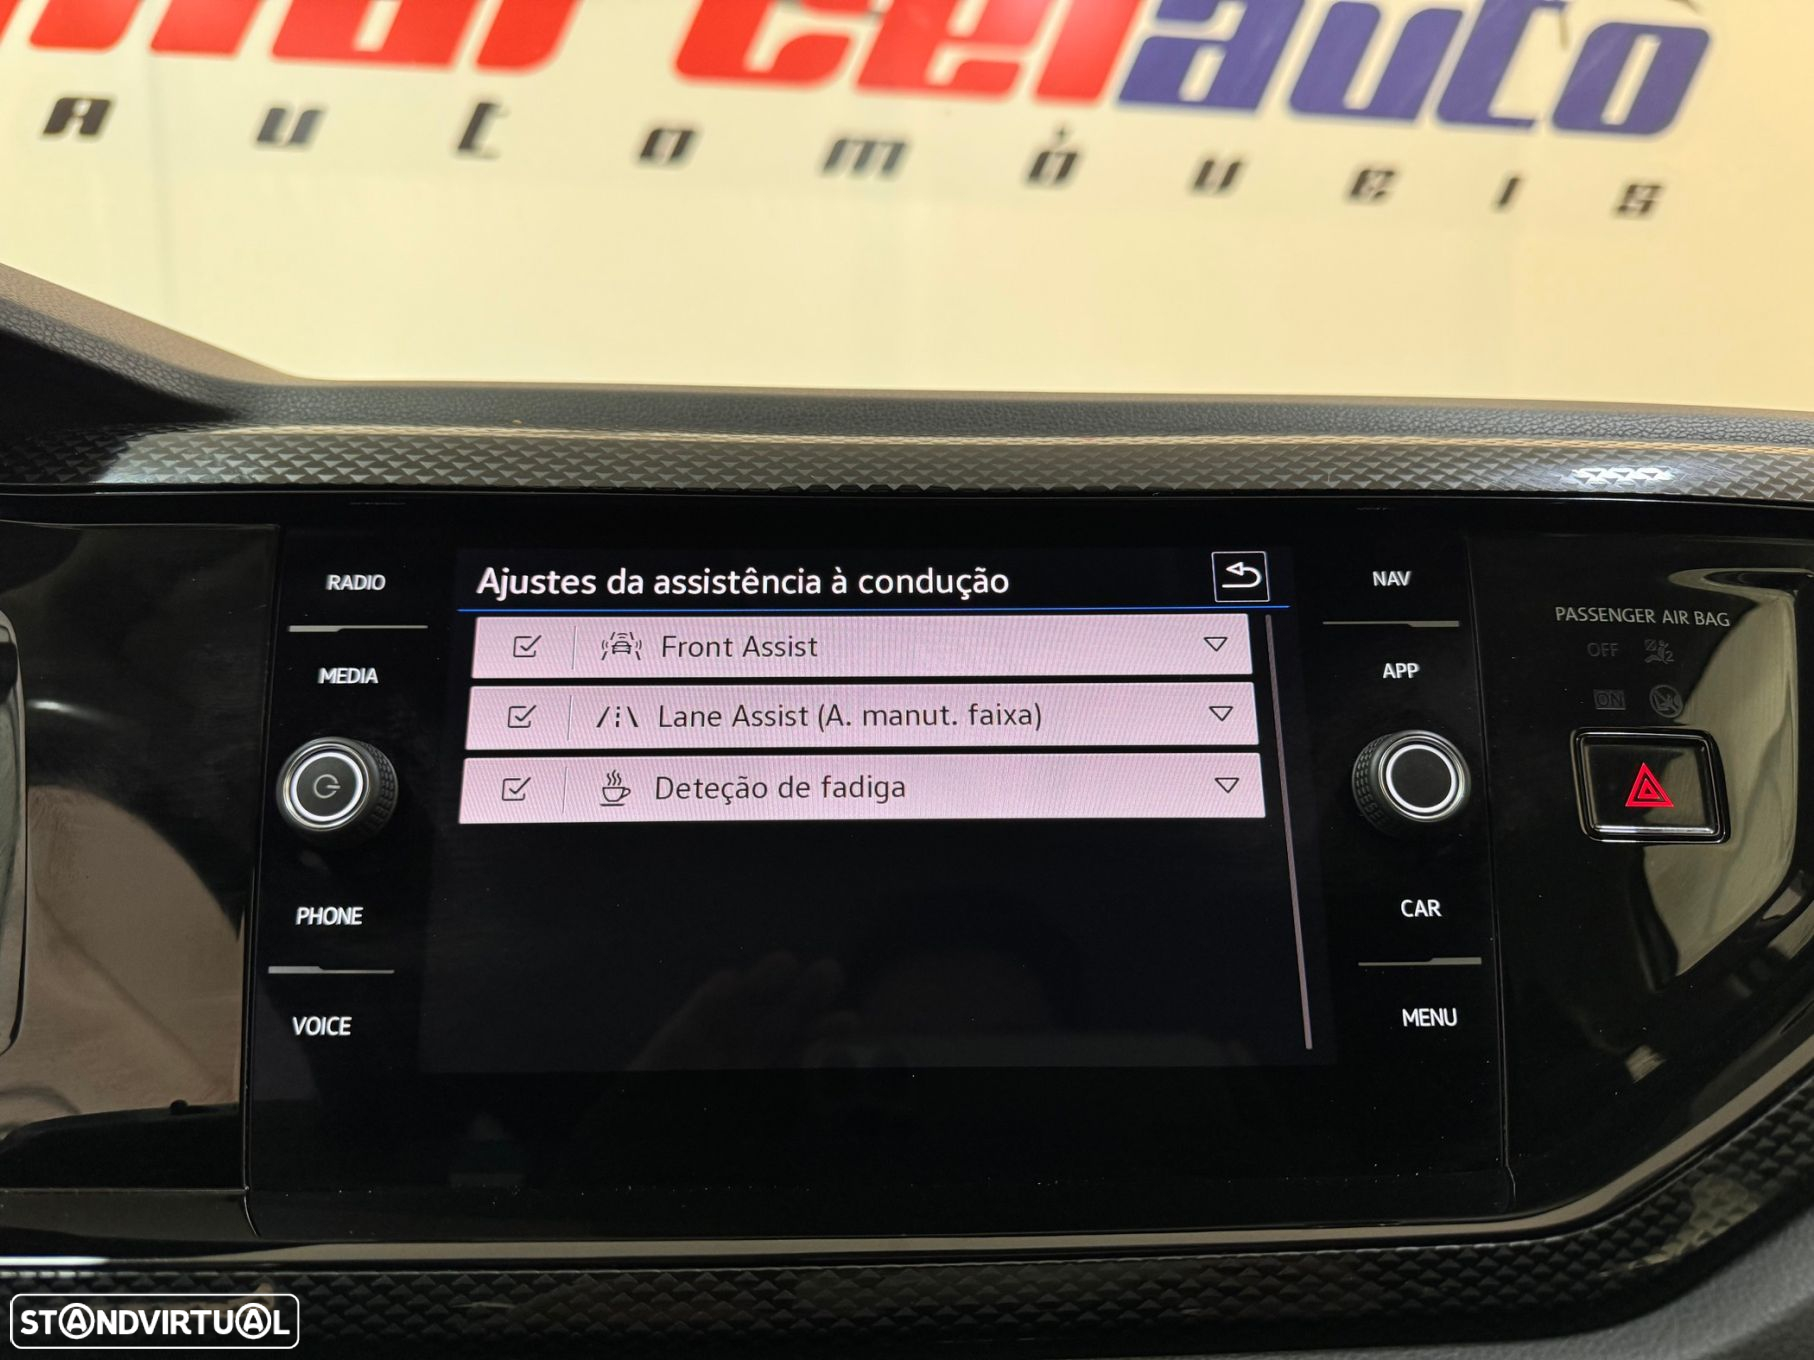 marcelauto
Automóveis
RADIO
MEDIA
PHONE
VOICE
Ajustes da assistência à condução
Front Assist
Lane Assist (A. manut. faixa)
Deteção de fadiga
NAV
APP
CAR
MENU
PASSENGER AIR BAG
OFF
ON
STANDVIRTUAL